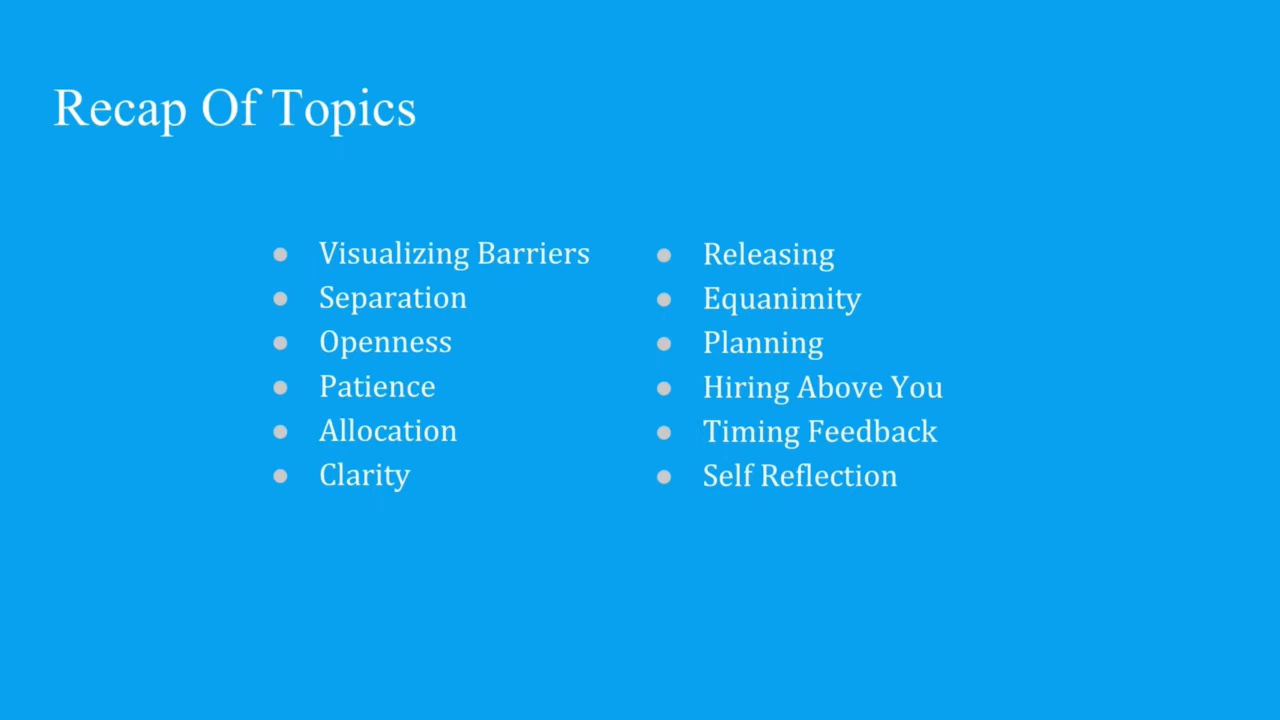 Recap Of Topics
Visualizing Barriers
Separation
Openness
Patience
Allocation
Clarity
Releasing
Equanimity
Planning
Hiring Above You
Timing Feedback
Self Reflection